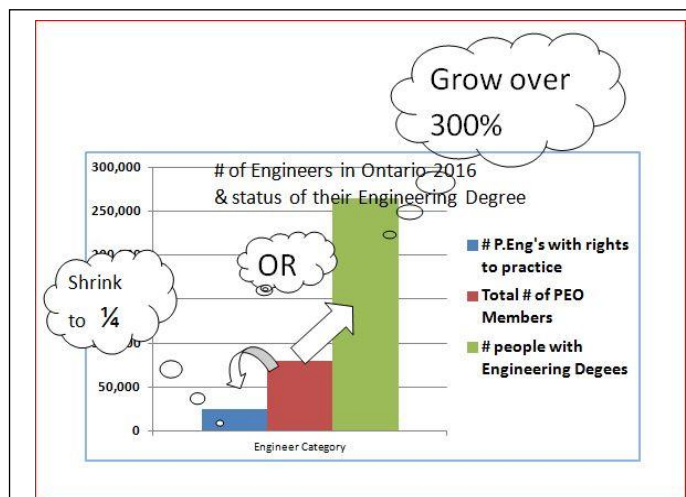 Grow over
300%
# of Engineers in Ontario 2016
& status of their Engineering Degree
300,000
250,000
50,000
0
Shrink
to ¼
OR
# P.Eng's with rights
to practice
Total # of PEO
Members
# people with
Engineering Degees
Engineer Category